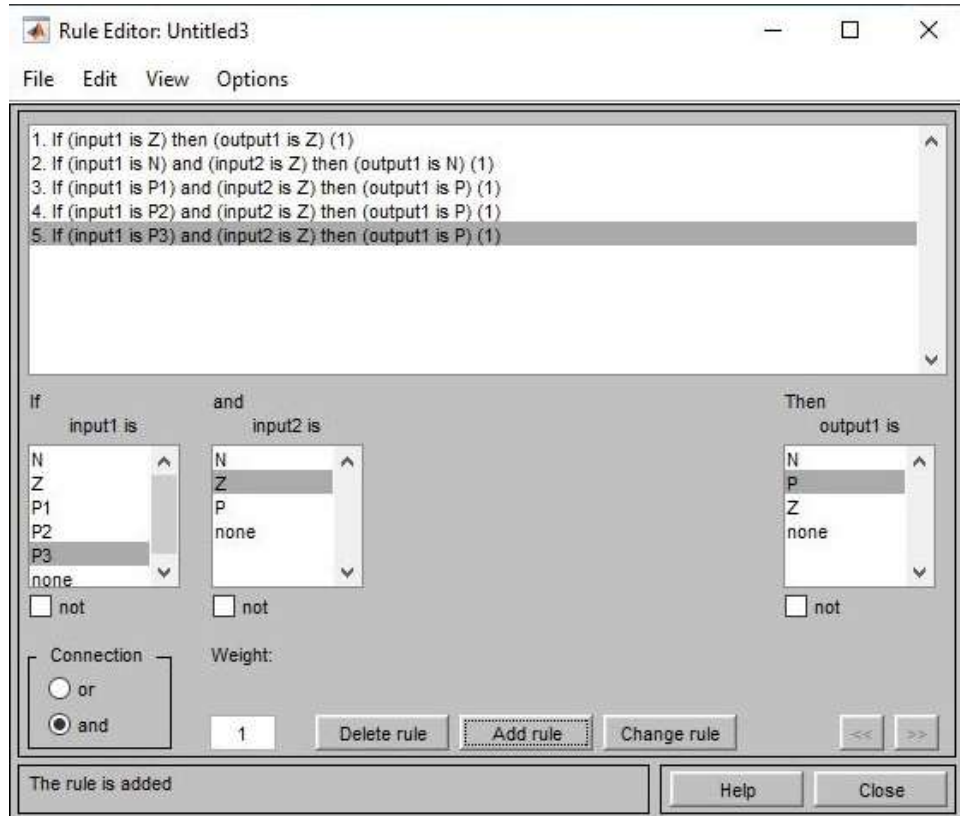 Rule Editor: Untitled3
File Edit View Options
1. If (input1 is Z) then (output1 is Z) (1)
2. If (input1 is N) and (input2 is Z) then (output1 is N) (1)
3. If (input1 is P1) and (input2 is Z) then (output1 is P) (1)
4. If (input1 is P2) and (input2 is Z) then (output1 is P) (1)
5. If (input1 is P3) and (input2 is Z) then (output1 is P) (1)
If and Then
input1 is input2 is output1 is
N N N
Z Z P
P1 P Z
P2 none none
P3
none
not not not
Connection Weight:
or
and 1 Delete rule Add rule Change rule << >>
The rule is added Help Close